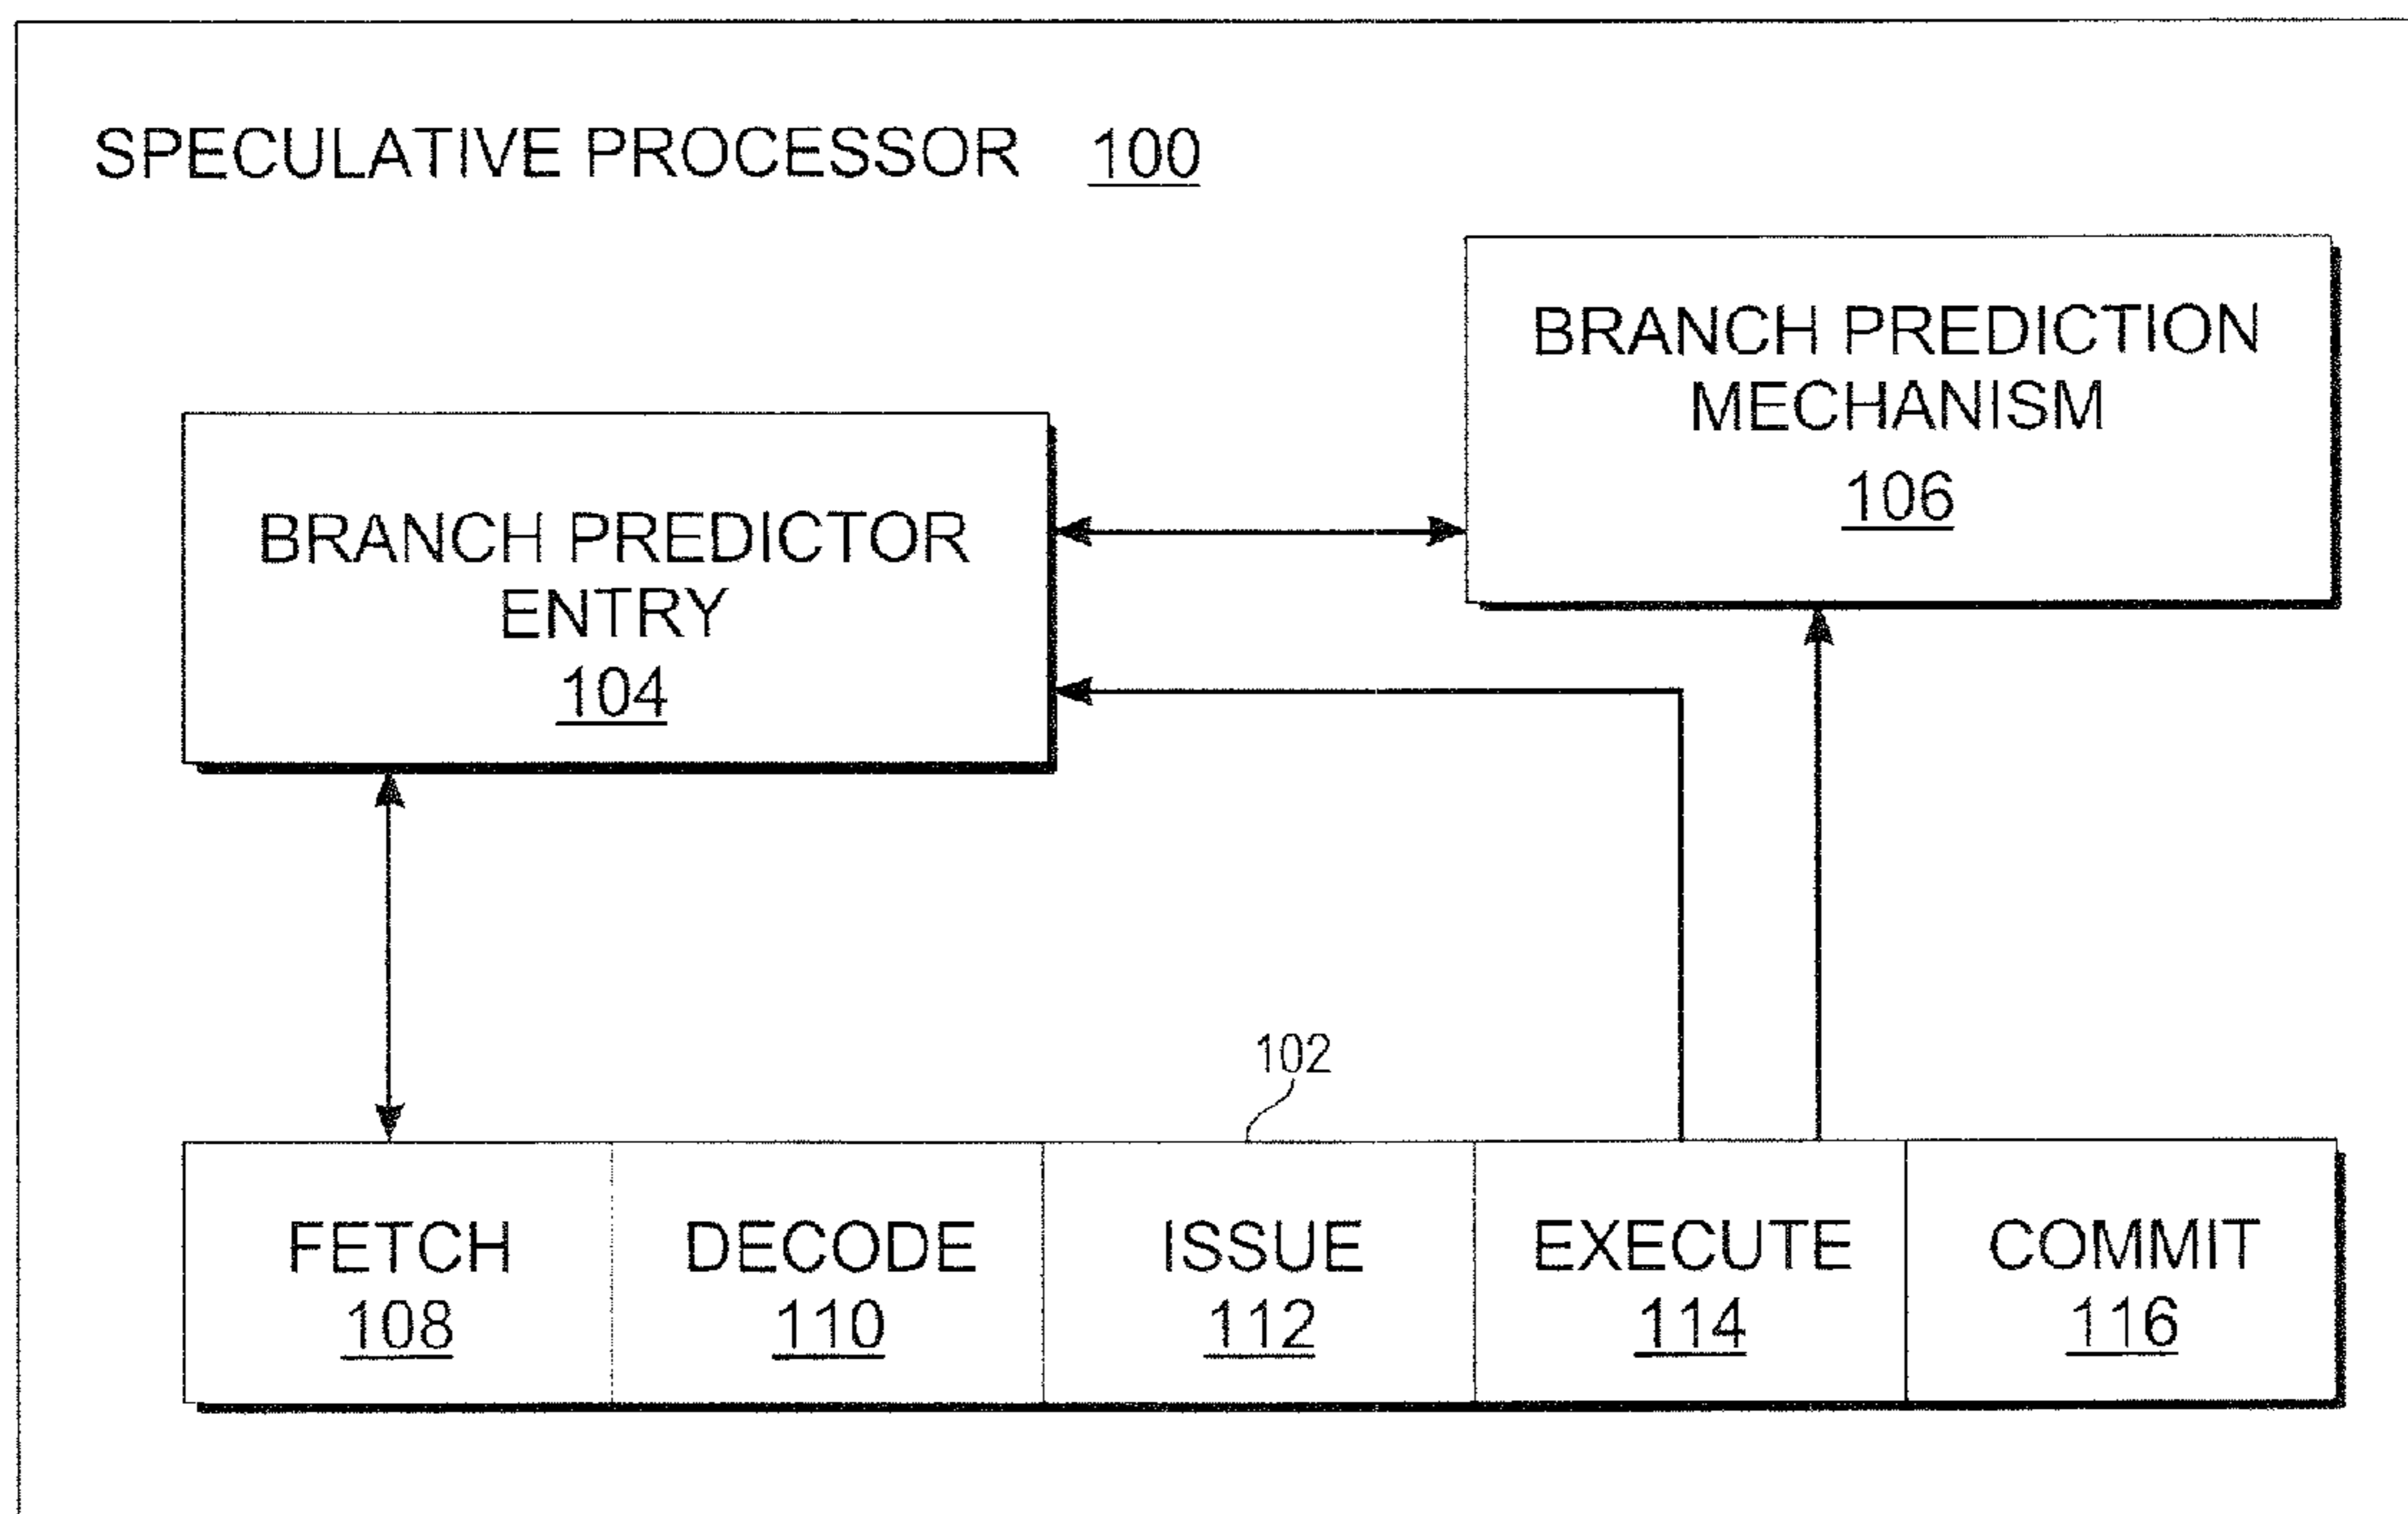 SPECULATIVE PROCESSOR 100
BRANCH PREDICTION
MECHANISM
106
BRANCH PREDICTOR
ENTRY
104
102
FETCH
108
DECODE
110
ISSUE
112
EXECUTE
114
COMMIT
116